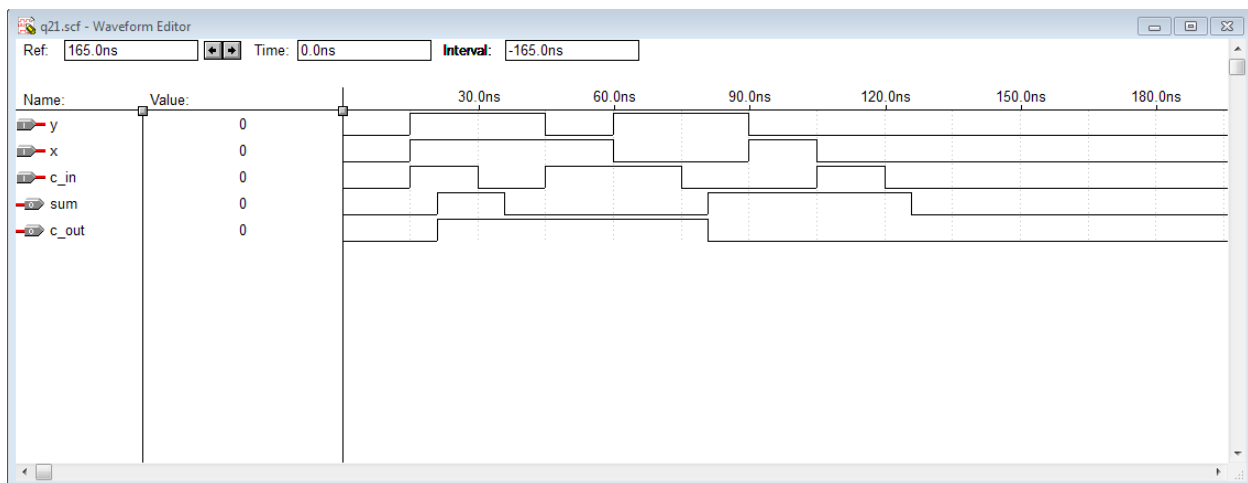 q21.scf - Waveform Editor
Ref: 165.0ns Time: 0.0ns Interval: -165.0ns
Name: Value: 30.0ns 60.0ns 90.0ns 120.0ns 150.0ns 180.0ns
y 0
x 0
c_in 0
sum 0
c_out 0